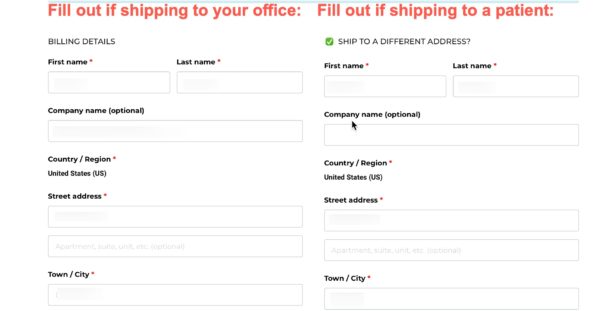 Fill out if shipping to your office:
Fill out if shipping to a patient:
BILLING DETAILS
First name *
Last name *
Company name (optional)
Country / Region *
United States (US)
Street address *
Apartment, suite, unit, etc. (optional)
Town / City *
SHIP TO A DIFFERENT ADDRESS?
First name *
Last name *
Company name (optional)
Country / Region *
United States (US)
Street address *
Apartment, suite, unit, etc. (optional)
Town / City *